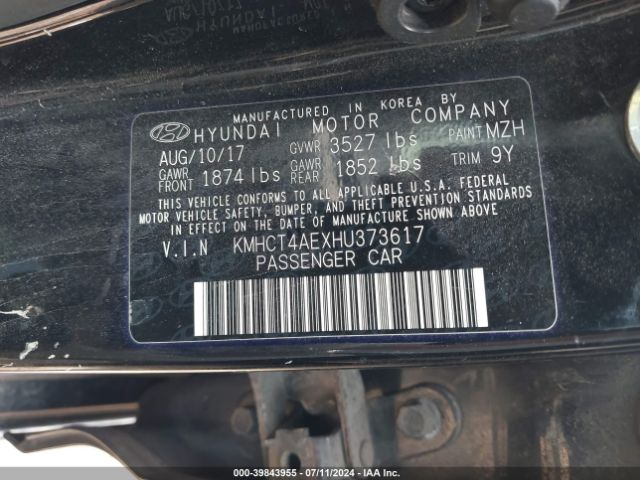 MANUFACTURED IN KOREA BY
HYUNDAI MOTOR COMPANY
AUG/10/17 GVWR 3527 lbs PAINT MZH
GAWR FRONT 1874 lbs GAWR REAR 1852 lbs TRIM 9Y
THIS VEHICLE CONFORMS TO ALL APPLICABLE U.S.A. FEDERAL
MOTOR VEHICLE SAFETY, BUMPER, AND THEFT PREVENTION STANDARDS
IN EFFECT ON THE DATE OF MANUFACTURE SHOWN ABOVE
V.I.N KMHCT4AEXHU373617
PASSENGER CAR
000-39843955 - 07/11/2024 - IAA Inc.